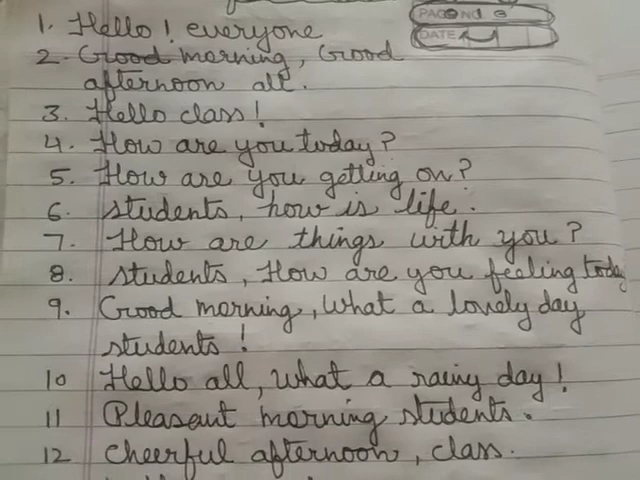 PAGE NO
DATE
1. Hello! everyone
2. Good morning, Good
afternoon all.
3. Hello class!
4. How are you today?
5. How are you getting on?
6. students, how is life.
7. How are things with you?
8. students, How are you feeling today
9. Good morning, What a lovely day
students!
10 Hello all, what a rainy day!
11 Pleasant morning students.
12 Cheerful afternoon, class.